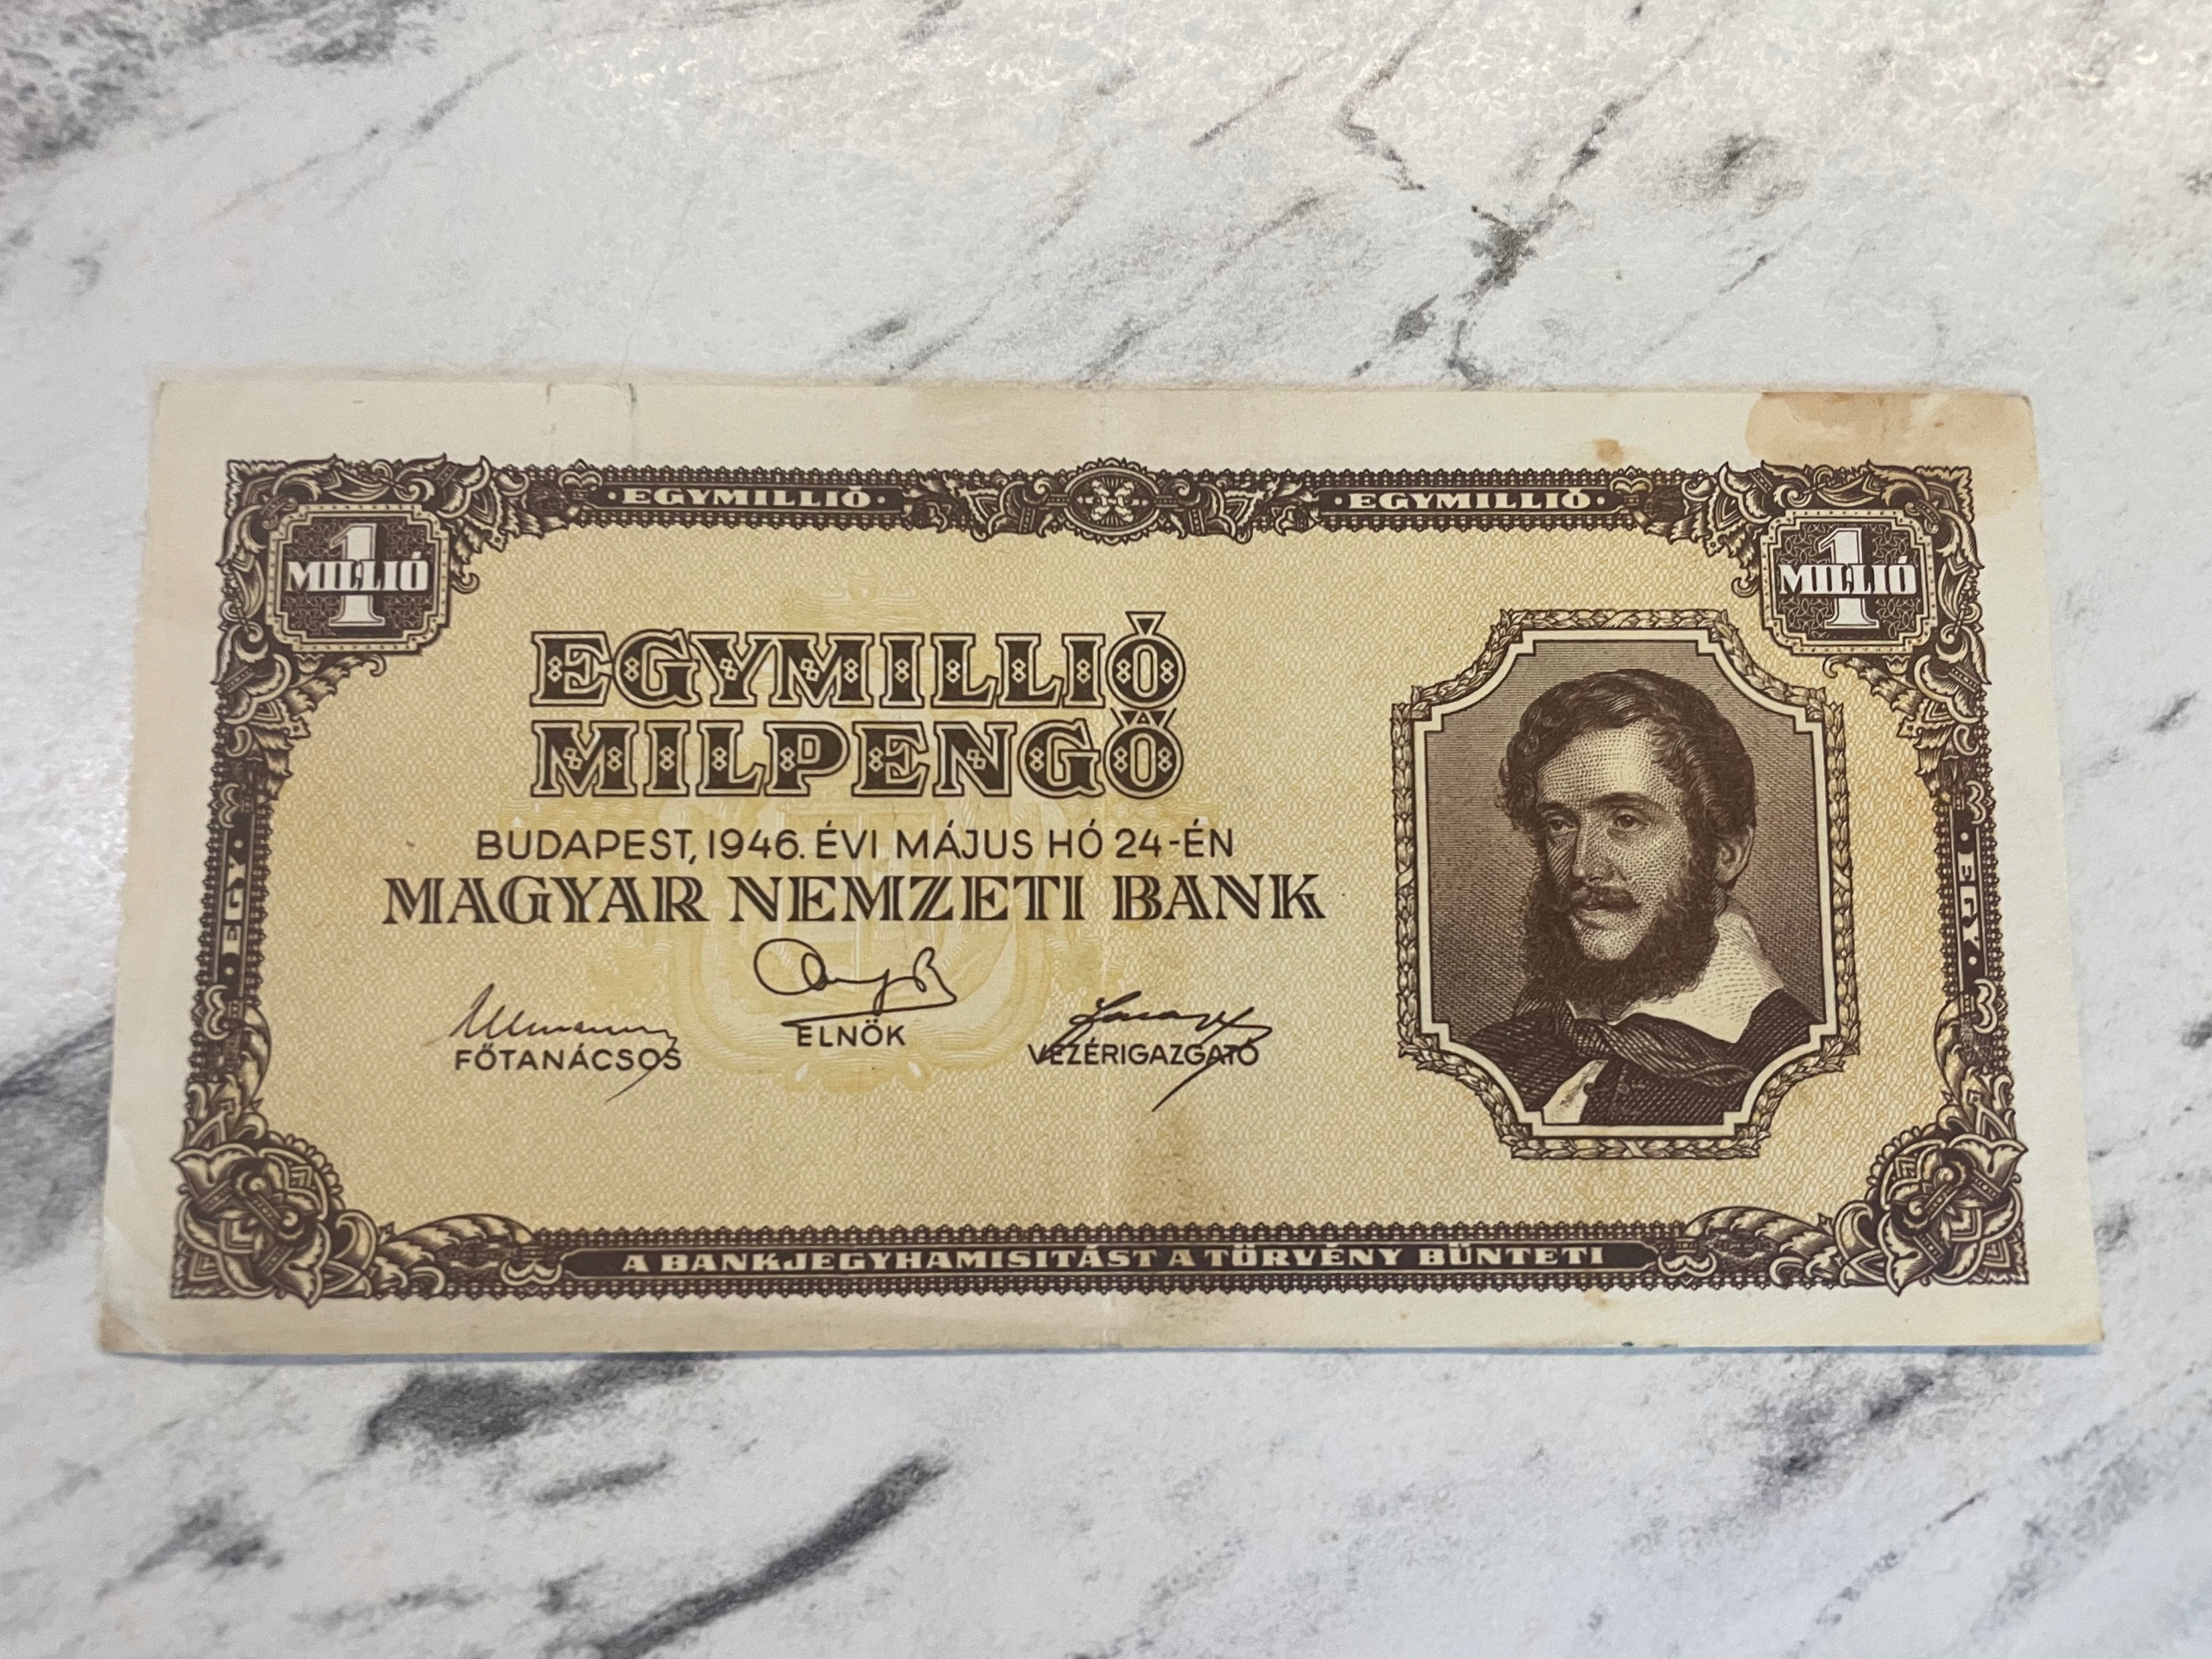 EGYMILLIÓ · EGYMILLIÓ
1 MILLIÓ
1 MILLIÓ
EGYMILLIÓ
MILPENGŐ
BUDAPEST, 1946. ÉVI MÁJUS HÓ 24-ÉN
MAGYAR NEMZETI BANK
FŐTANÁCSOS
ELNÖK
VEZÉRIGAZGATÓ
· EGY ·
· EGY ·
A BANKJEGYHAMISITÁST A TÖRVÉNY BÜNTETI